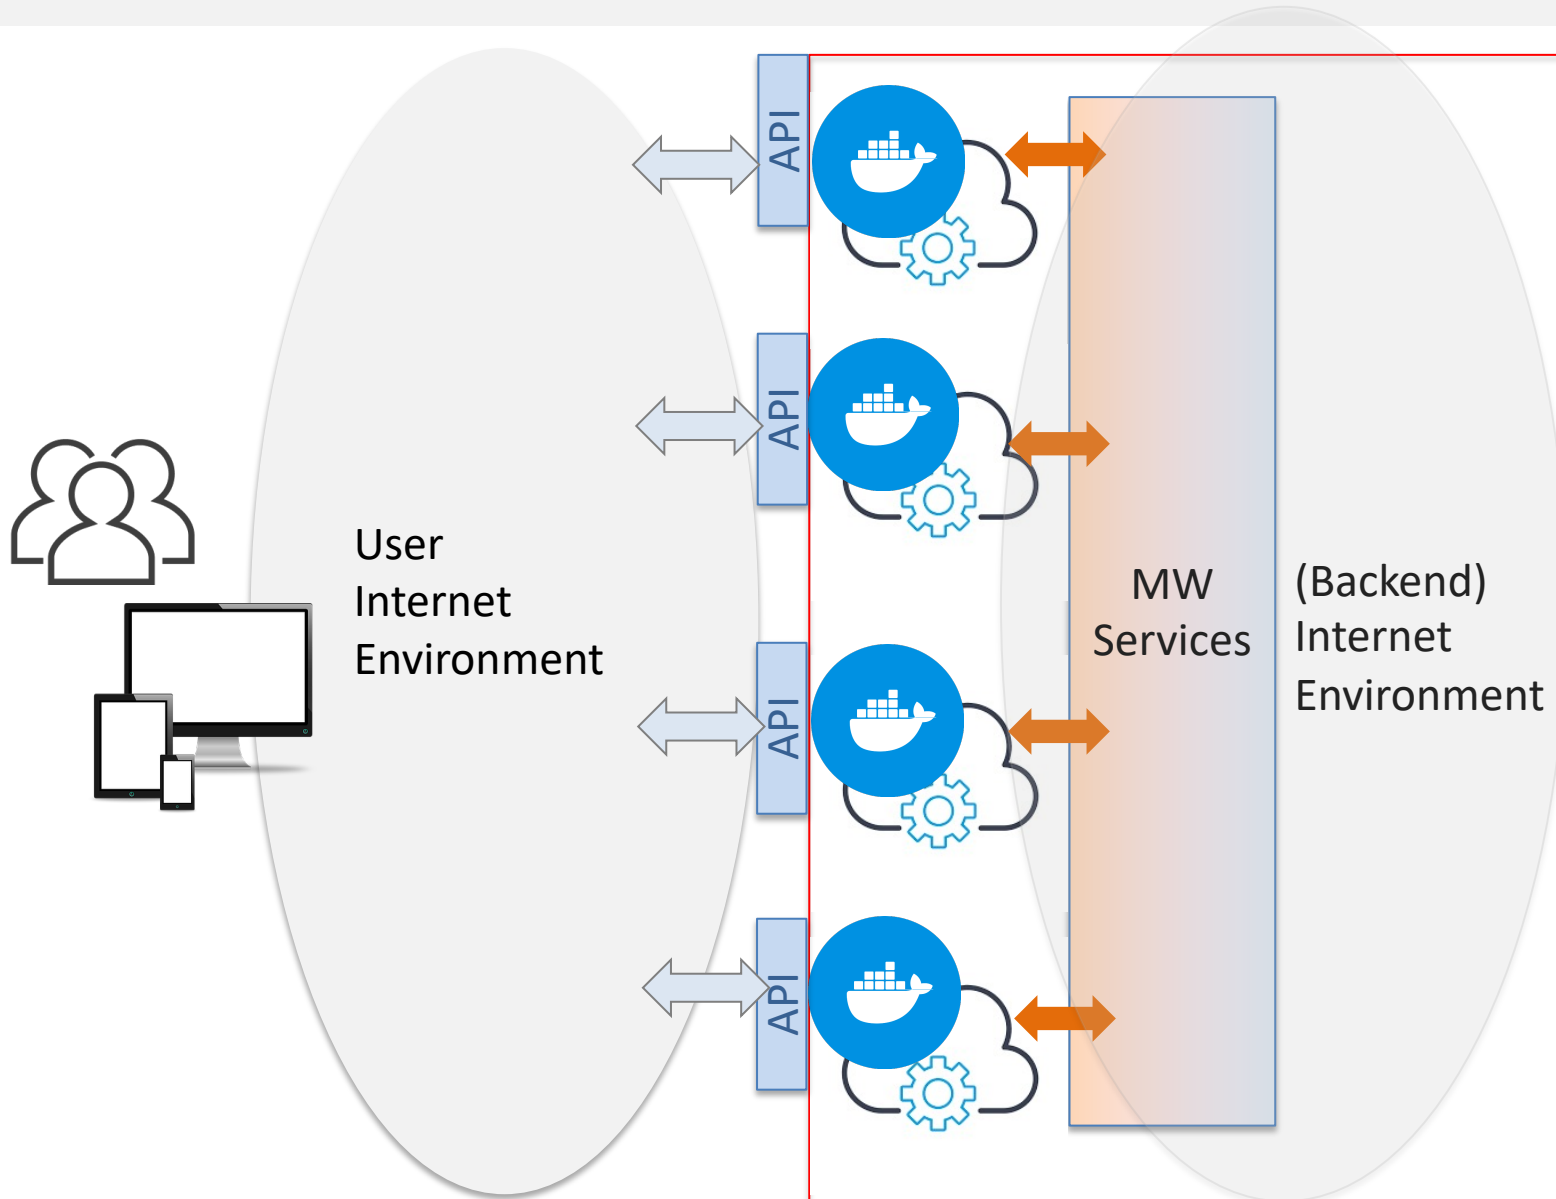 API
API
API
API
User
Internet
Environment
MW
Services
(Backend)
Internet
Environment